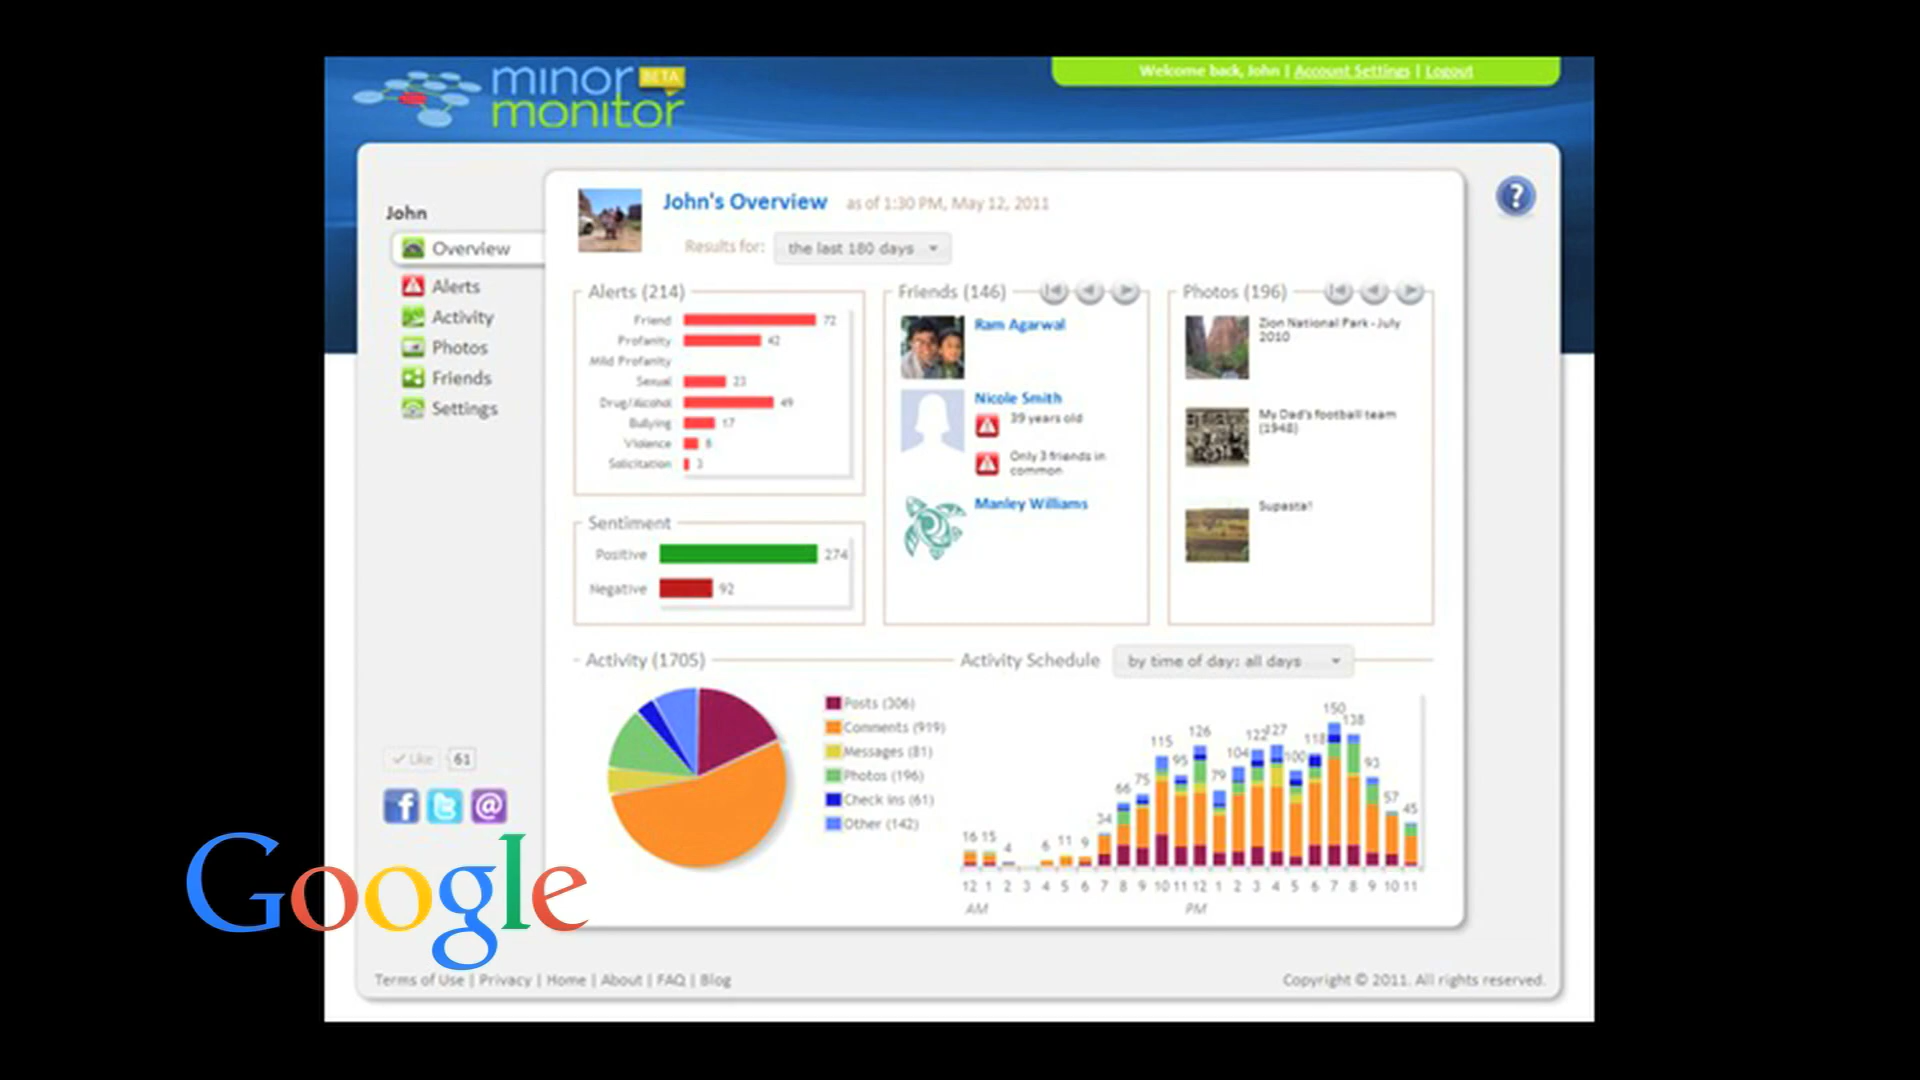 minor BETA
monitor
Welcome back, John | Account Settings | Logout
John
Overview
Alerts
Activity
Photos
Friends
Settings
John's Overview as of 1:30 PM, May 12, 2011
Results for: the last 180 days
Alerts (214)
Friend 72
Profanity 42
Mild Profanity
Sexual 23
Drug/Alcohol 49
Bullying 17
Violence 8
Solicitation 3
Sentiment
Positive 274
Negative 92
Friends (146)
Ram Agarwal
Nicole Smith
39 years old
Only 3 friends in
common
Manley Williams
Photos (196)
Zion National Park - July
2010
My Dad's football team
(1948)
Supasta!
Activity (1705)
Posts (306)
Comments (919)
Messages (81)
Photos (196)
Check ins (61)
Other (142)
Activity Schedule by time of day: all days
16 15 4 6 11 9 34 66 75 115 95 126 79 104 122 127 100 118 150 138 93 57 45
12 1 2 3 4 5 6 7 8 9 10 11 12 1 2 3 4 5 6 7 8 9 10 11
AM PM
Like 61
Google
Terms of Use | Privacy | Home | About | FAQ | Blog
Copyright © 2011. All rights reserved.